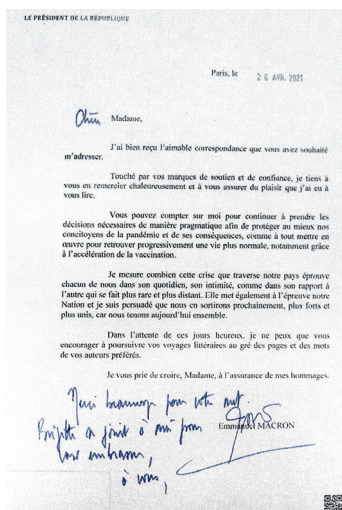 LE PRÉSIDENT DE LA RÉPUBLIQUE
Paris, le 26 AVR. 2021
Chère Madame,
J'ai bien reçu l'aimable correspondance que vous avez souhaité
m'adresser.
Touché par vos marques de soutien et de confiance, je tiens à
vous en remercier chaleureusement et à vous assurer du plaisir que j'ai eu à
vous lire.
Vous pouvez compter sur moi pour continuer à prendre les
décisions nécessaires de manière pragmatique afin de protéger au mieux nos
concitoyens de la pandémie et de ses conséquences, comme à tout mettre en
œuvre pour retrouver progressivement une vie plus normale, notamment grâce
à l'accélération de la vaccination.
Je mesure combien cette crise que traverse notre pays éprouve
chacun de nous dans son quotidien, son intimité, comme dans son rapport à
l'autre qui se fait plus rare et plus distant. Elle met également à l'épreuve notre
Nation et je suis persuadé que nous en sortirons prochainement, plus forts et
plus unis, car nous tenons aujourd'hui ensemble.
Dans l'attente de ces jours heureux, je ne peux que vous
encourager à poursuivre vos voyages littéraires au gré des pages et des mots
de vos auteurs préférés.
Je vous prie de croire, Madame, à l'assurance de mes hommages.
Merci beaucoup pour votre mot.
Brigitte se joint à moi pour
vous embrasser,
à vous,
Emmanuel MACRON